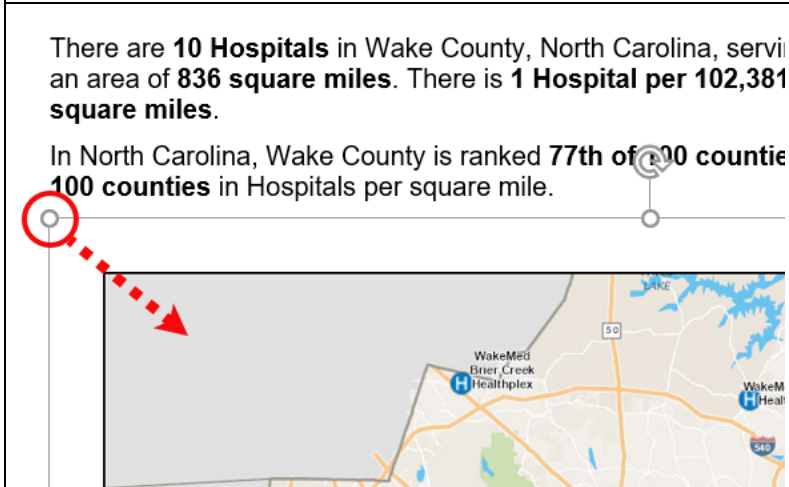 There are 10 Hospitals in Wake County, North Carolina, servi
an area of 836 square miles. There is 1 Hospital per 102,381
square miles.
In North Carolina, Wake County is ranked 77th of 100 countie
100 counties in Hospitals per square mile.
LAKE
50
WakeMed
Brier Creek
Healthplex
H
WakeM
Healt
H
540